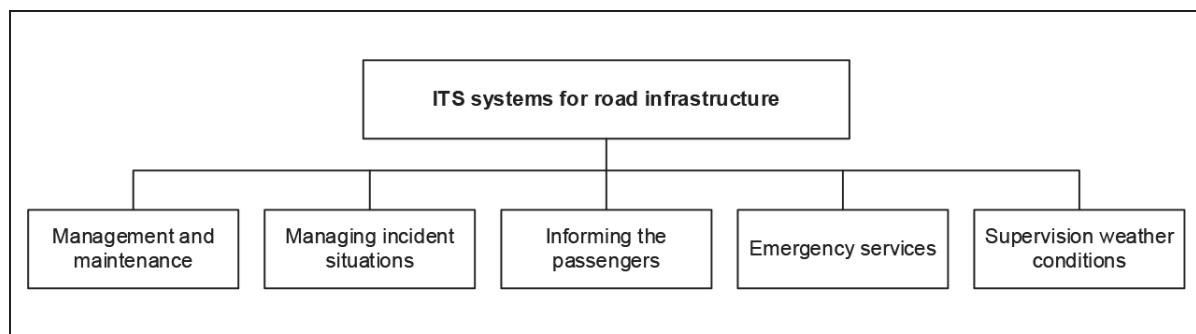 ITS systems for road infrastructure
Management and
maintenance
Managing incident
situations
Informing the
passengers
Emergency services
Supervision weather
conditions